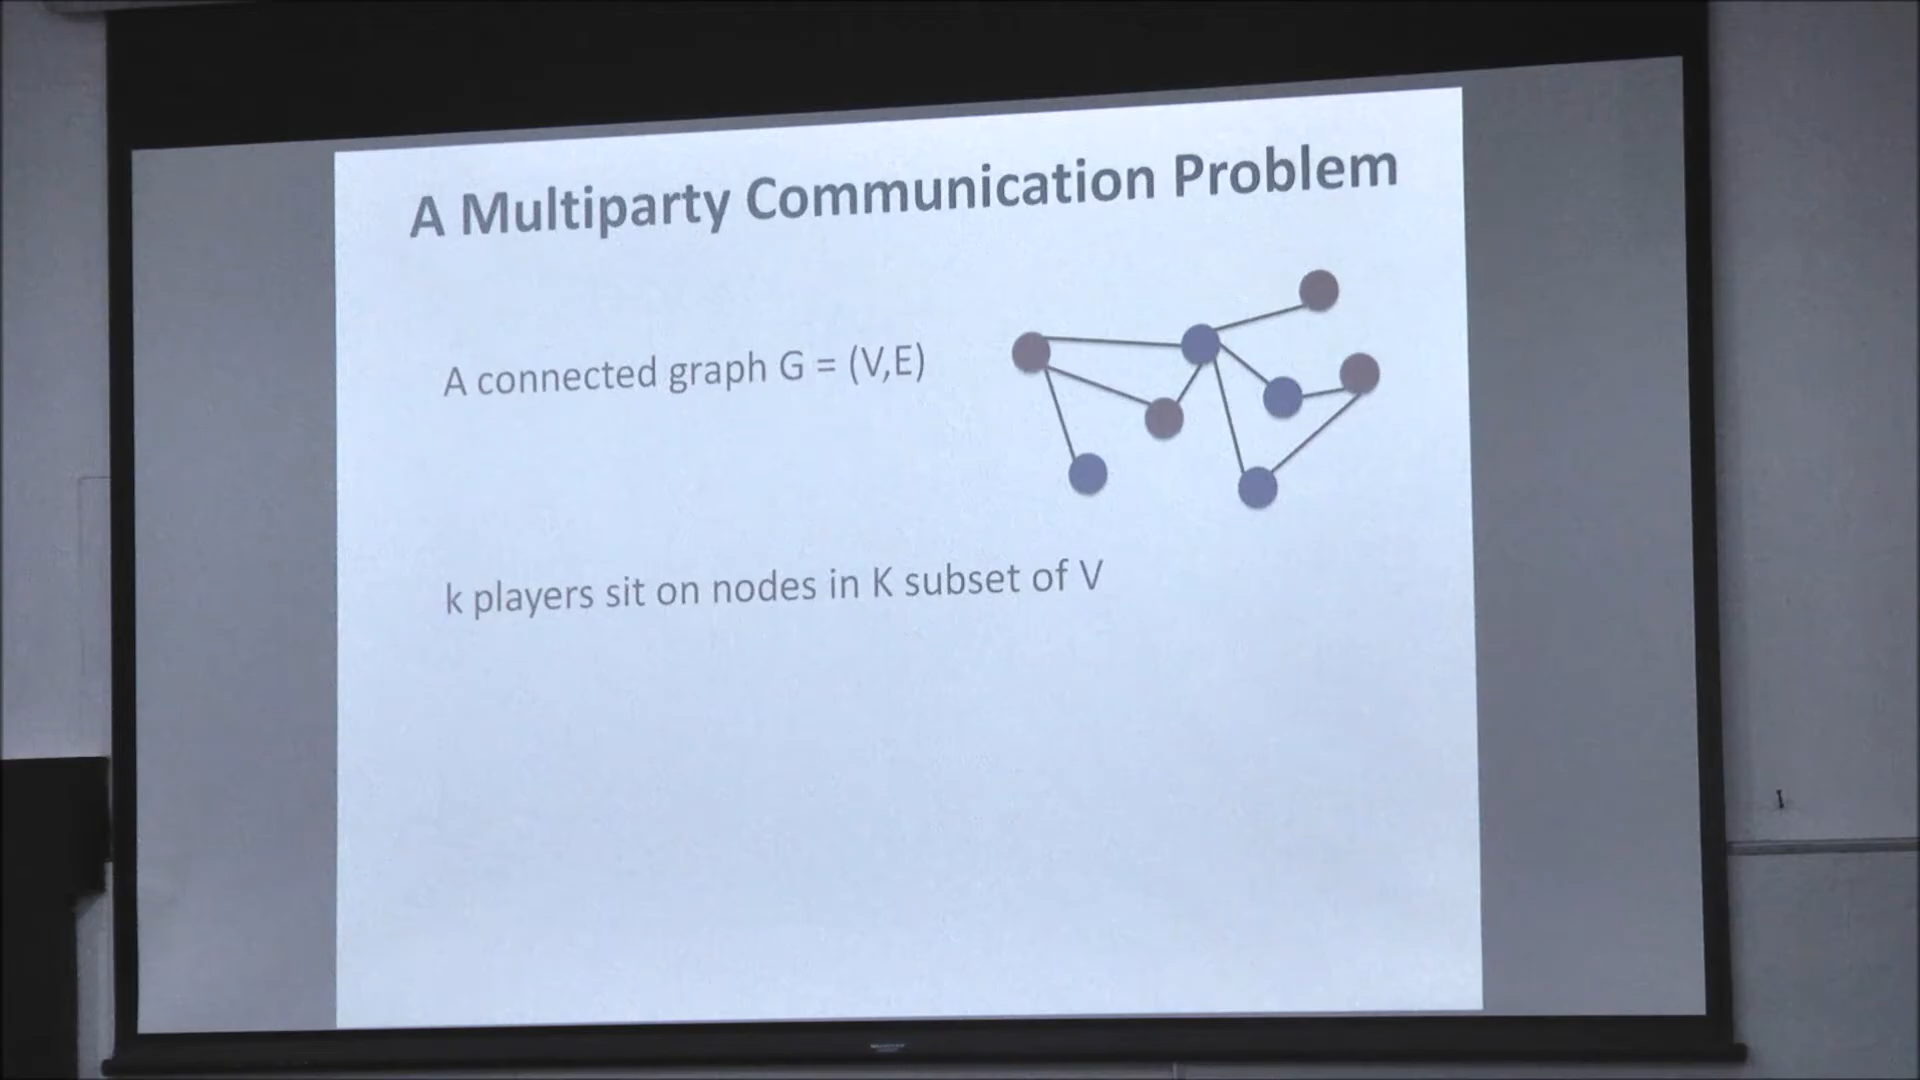 A Multiparty Communication Problem
A connected graph G = (V,E)
k players sit on nodes in K subset of V